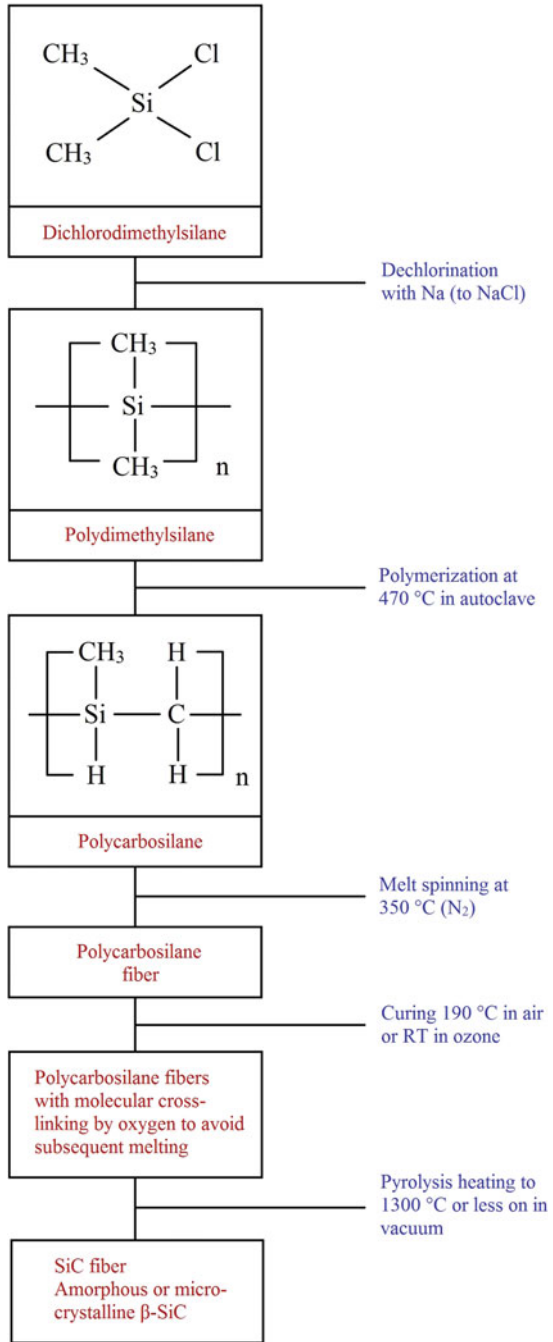 CH₃ Cl
Si
CH₃ Cl
Dichlorodimethylsilane
Dechlorination
with Na (to NaCl)
CH₃
Si
CH₃
n
Polydimethylsilane
Polymerization at
470 °C in autoclave
CH₃ H
Si C
H H
n
Polycarbosilane
Melt spinning at
350 °C (N₂)
Polycarbosilane
fiber
Curing 190 °C in air
or RT in ozone
Polycarbosilane fibers
with molecular cross-
linking by oxygen to avoid
subsequent melting
Pyrolysis heating to
1300 °C or less on in
vacuum
SiC fiber
Amorphous or micro-
crystalline β-SiC